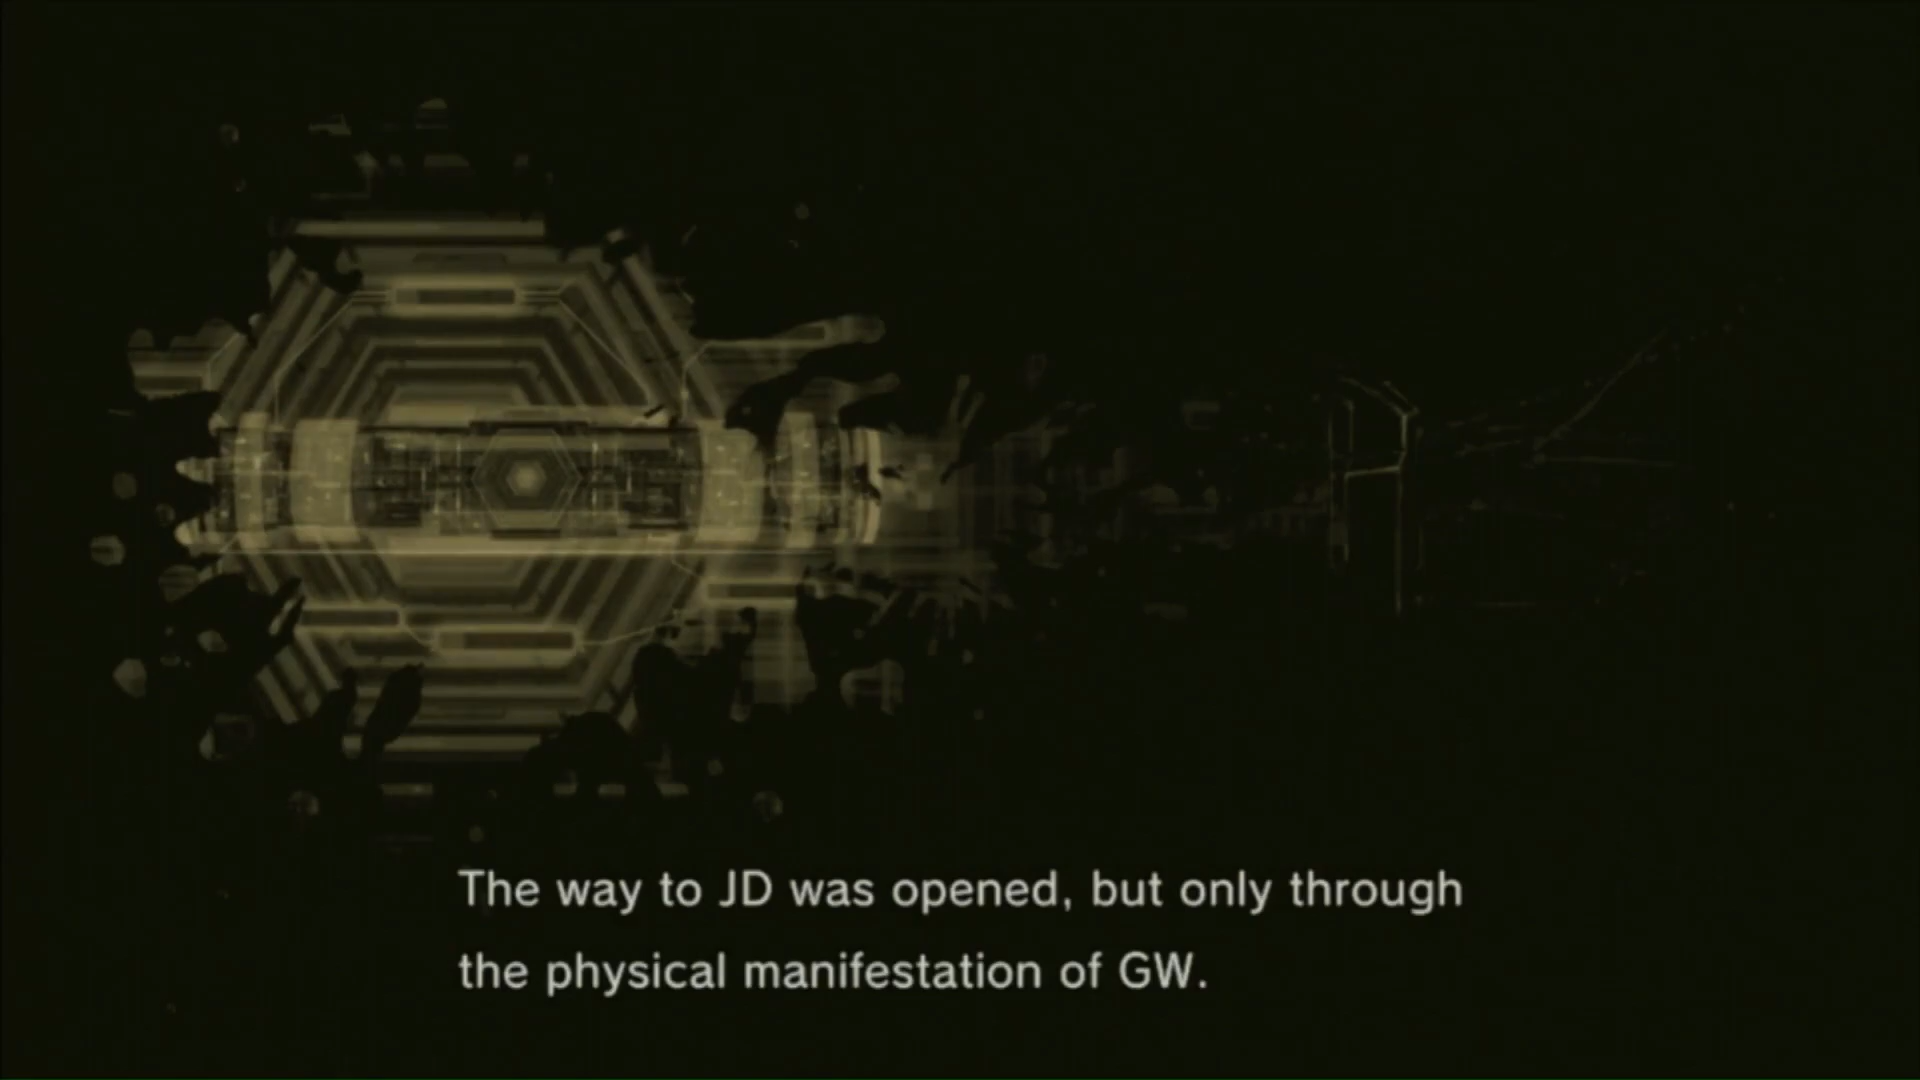 The way to JD was opened, but only through
the physical manifestation of GW.